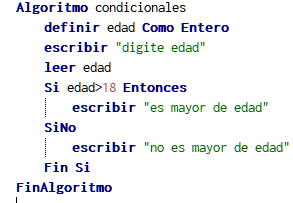 Algoritmo condicionales
definir edad Como Entero
escribir "digite edad"
leer edad
Si edad>18 Entonces
escribir "es mayor de edad"
SiNo
escribir "no es mayor de edad"
Fin Si
FinAlgoritmo